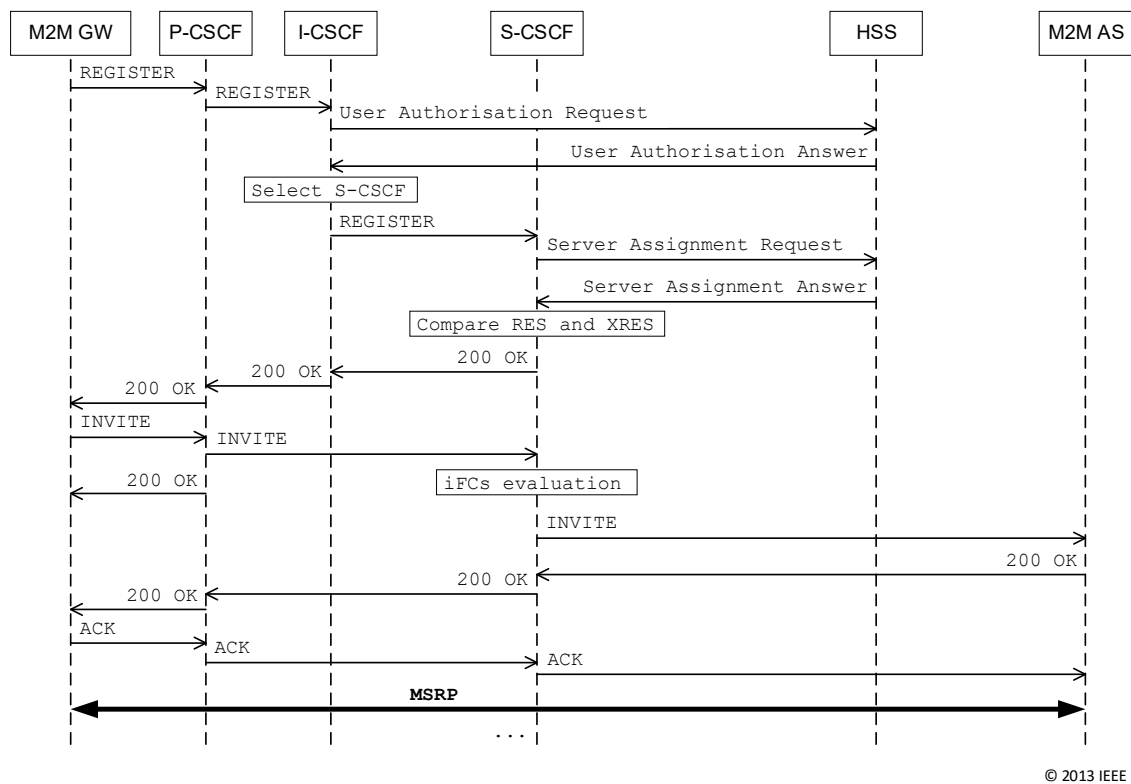 M2M GW P-CSCF I-CSCF S-CSCF HSS M2M AS
REGISTER
REGISTER
User Authorisation Request
User Authorisation Answer
Select S-CSCF
REGISTER
Server Assignment Request
Server Assignment Answer
Compare RES and XRES
200 OK
200 OK
200 OK
INVITE
INVITE
iFCs evaluation
200 OK
INVITE
200 OK
200 OK
200 OK
ACK
ACK
ACK
MSRP
...
© 2013 IEEE